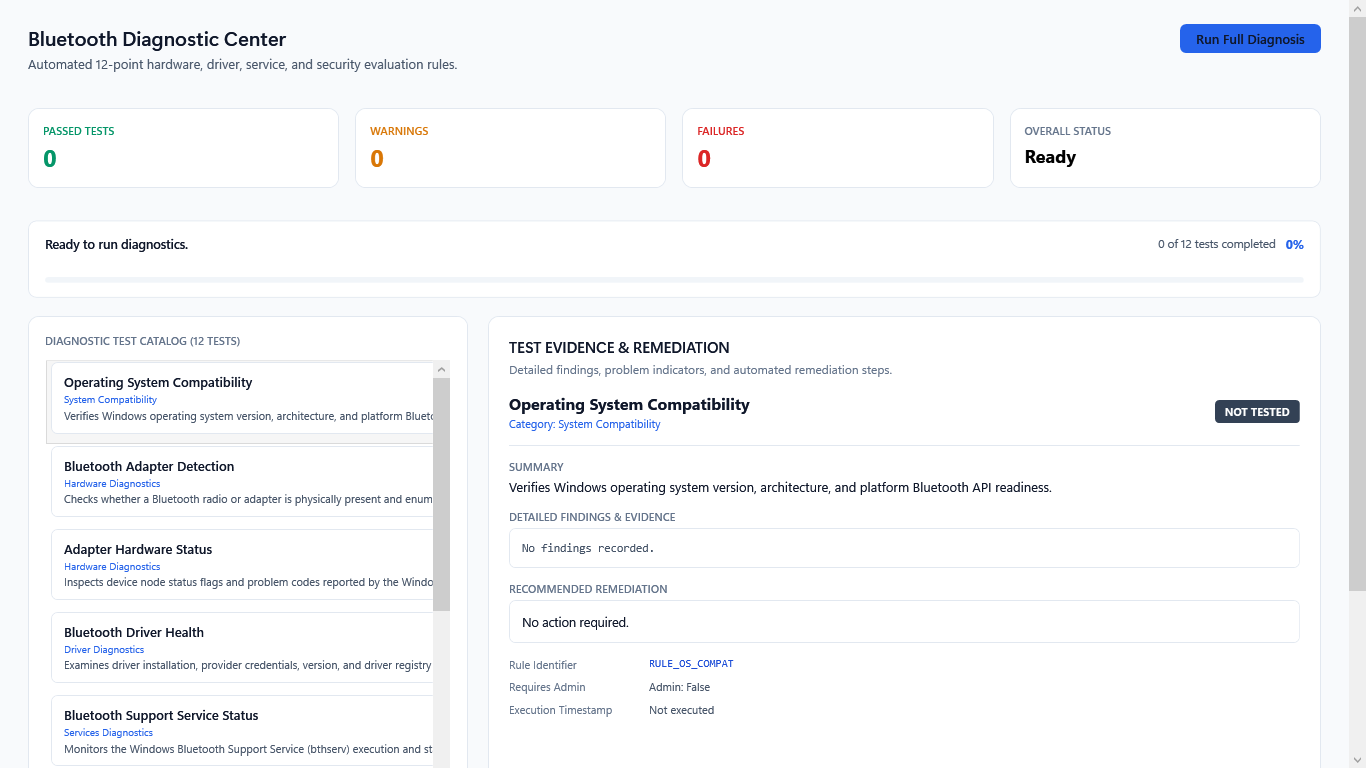 Bluetooth Diagnostic Center
Run Full Diagnosis
Automated 12-point hardware, driver, service, and security evaluation rules.
PASSED TESTS
0
WARNINGS
0
FAILURES
0
OVERALL STATUS
Ready
Ready to run diagnostics.
0 of 12 tests completed 0%
DIAGNOSTIC TEST CATALOG (12 TESTS)
Operating System Compatibility
System Compatibility
Verifies Windows operating system version, architecture, and platform Blueto
Bluetooth Adapter Detection
Hardware Diagnostics
Checks whether a Bluetooth radio or adapter is physically present and enum
Adapter Hardware Status
Hardware Diagnostics
Inspects device node status flags and problem codes reported by the Windo
Bluetooth Driver Health
Driver Diagnostics
Examines driver installation, provider credentials, version, and driver registry
Bluetooth Support Service Status
Services Diagnostics
Monitors the Windows Bluetooth Support Service (bthserv) execution and st
TEST EVIDENCE & REMEDIATION
Detailed findings, problem indicators, and automated remediation steps.
Operating System Compatibility
NOT TESTED
Category: System Compatibility
SUMMARY
Verifies Windows operating system version, architecture, and platform Bluetooth API readiness.
DETAILED FINDINGS & EVIDENCE
No findings recorded.
RECOMMENDED REMEDIATION
No action required.
Rule Identifier RULE_OS_COMPAT
Requires Admin Admin: False
Execution Timestamp Not executed